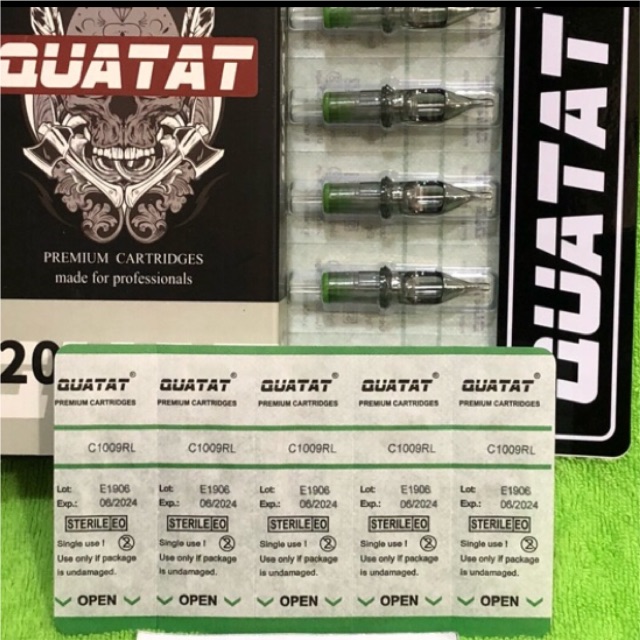 QUATAT
PREMIUM CARTRIDGES
made for professionals
20
QUATAT
QUATAT® QUATAT® QUATAT® QUATAT® QUATAT®
PREMIUM CARTRIDGES PREMIUM CARTRIDGES PREMIUM CARTRIDGES PREMIUM CARTRIDGES PREMIUM CARTRIDGES
C1009RL C1009RL C1009RL C1009RL C1009RL
Lot: E1906 Lot: E1906 Lot: E1906 Lot: E1906 Lot: E1906
Exp.: 06/2024 Exp.: 06/2024 Exp.: 06/2024 Exp.: 06/2024 Exp.: 06/2024
STERILE EO STERILE EO STERILE EO STERILE EO STERILE EO
Single use ! 2 Single use ! 2 Single use ! 2 Single use ! 2 Single use ! 2
Use only if package Use only if package Use only if package Use only if package Use only if package
is undamaged. is undamaged. is undamaged. is undamaged. is undamaged.
OPEN OPEN OPEN OPEN OPEN